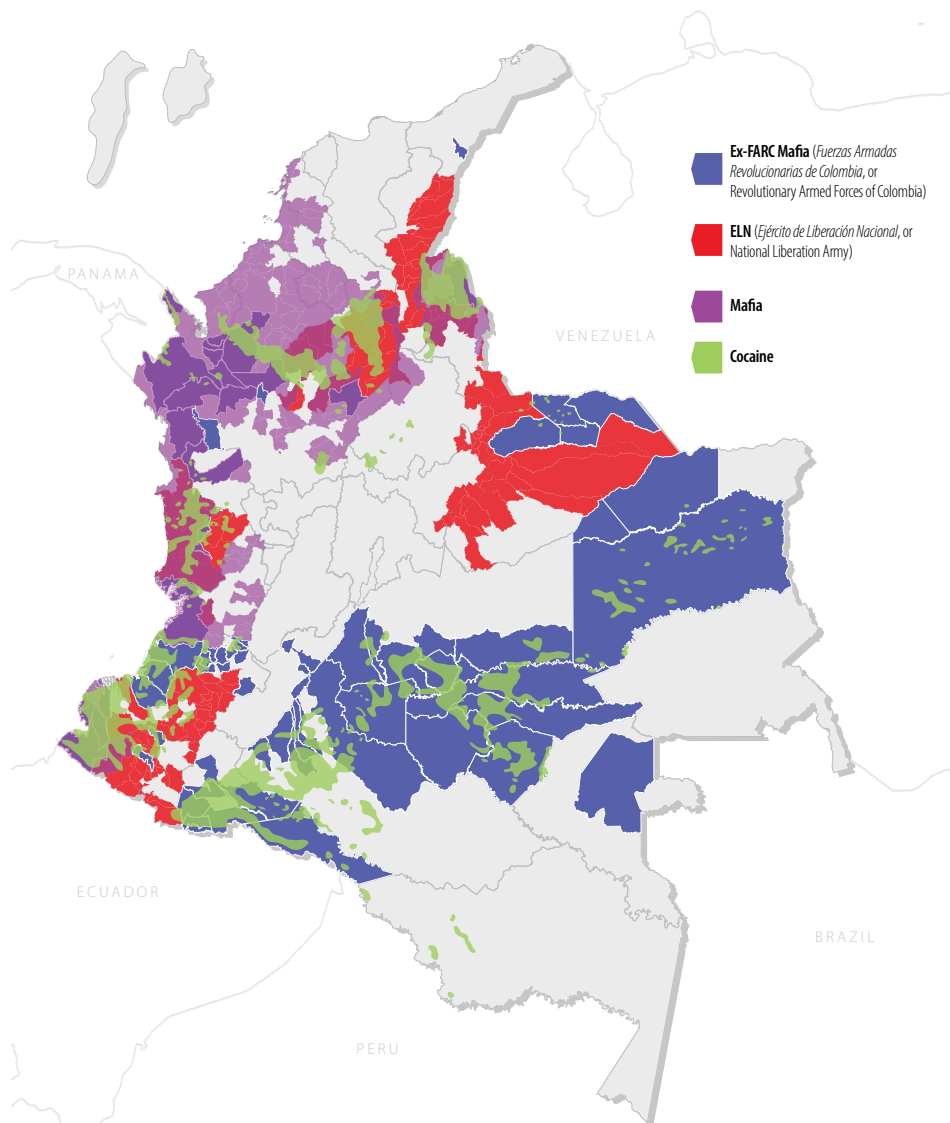 Ex-FARC Mafia (Fuerzas Armadas
Revolucionarias de Colombia, or
Revolutionary Armed Forces of Colombia)
ELN (Ejército de Liberación Nacional, or
National Liberation Army)
Mafia
Cocaine
PANAMA
VENEZUELA
ECUADOR
BRAZIL
PERU